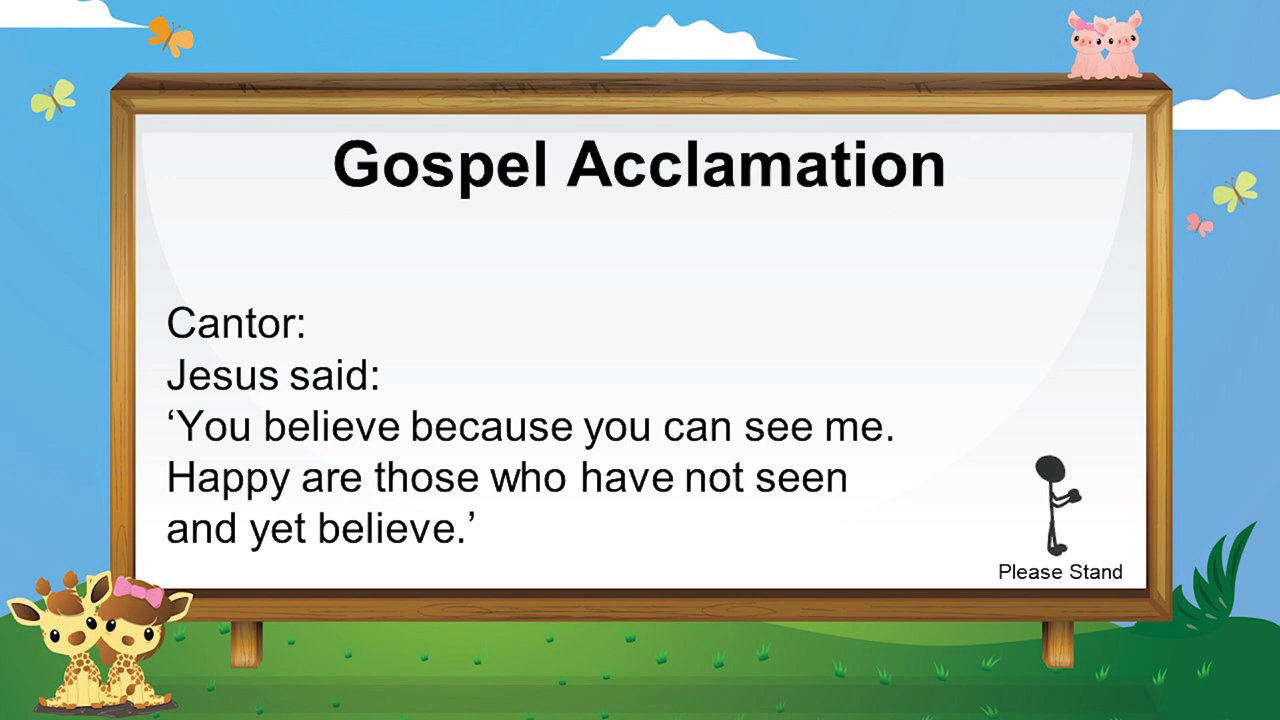 Gospel Acclamation
Cantor:
Jesus said:
‘You believe because you can see me.
Happy are those who have not seen
and yet believe.’
Please Stand